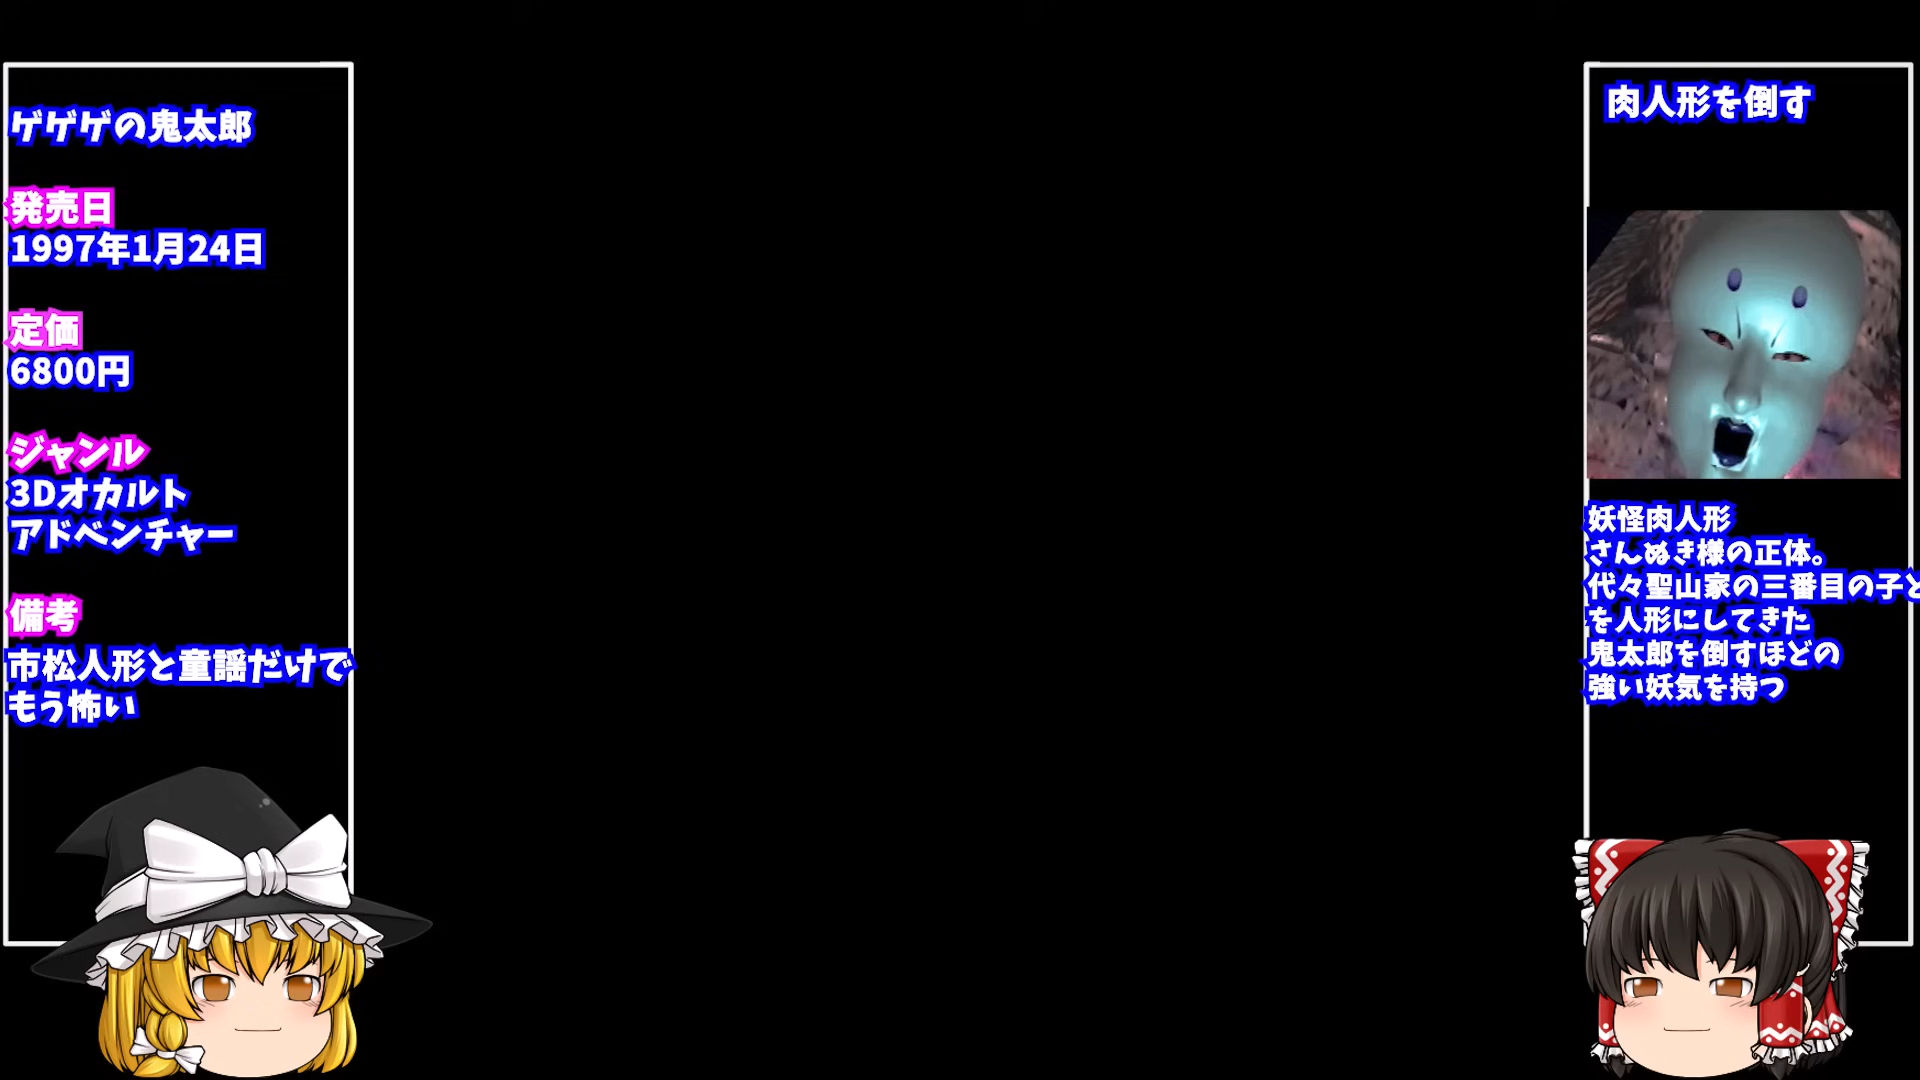 ゲゲゲの鬼太郎
発売日
1997年1月24日
定価
6800円
ジャンル
3Dオカルト
アドベンチャー
備考
市松人形と童謡だけで
もう怖い
肉人形を倒す
妖怪肉人形
さんぬき様の正体。
代々聖山家の三番目の子と
を人形にしてきた
鬼太郎を倒すほどの
強い妖気を持つ